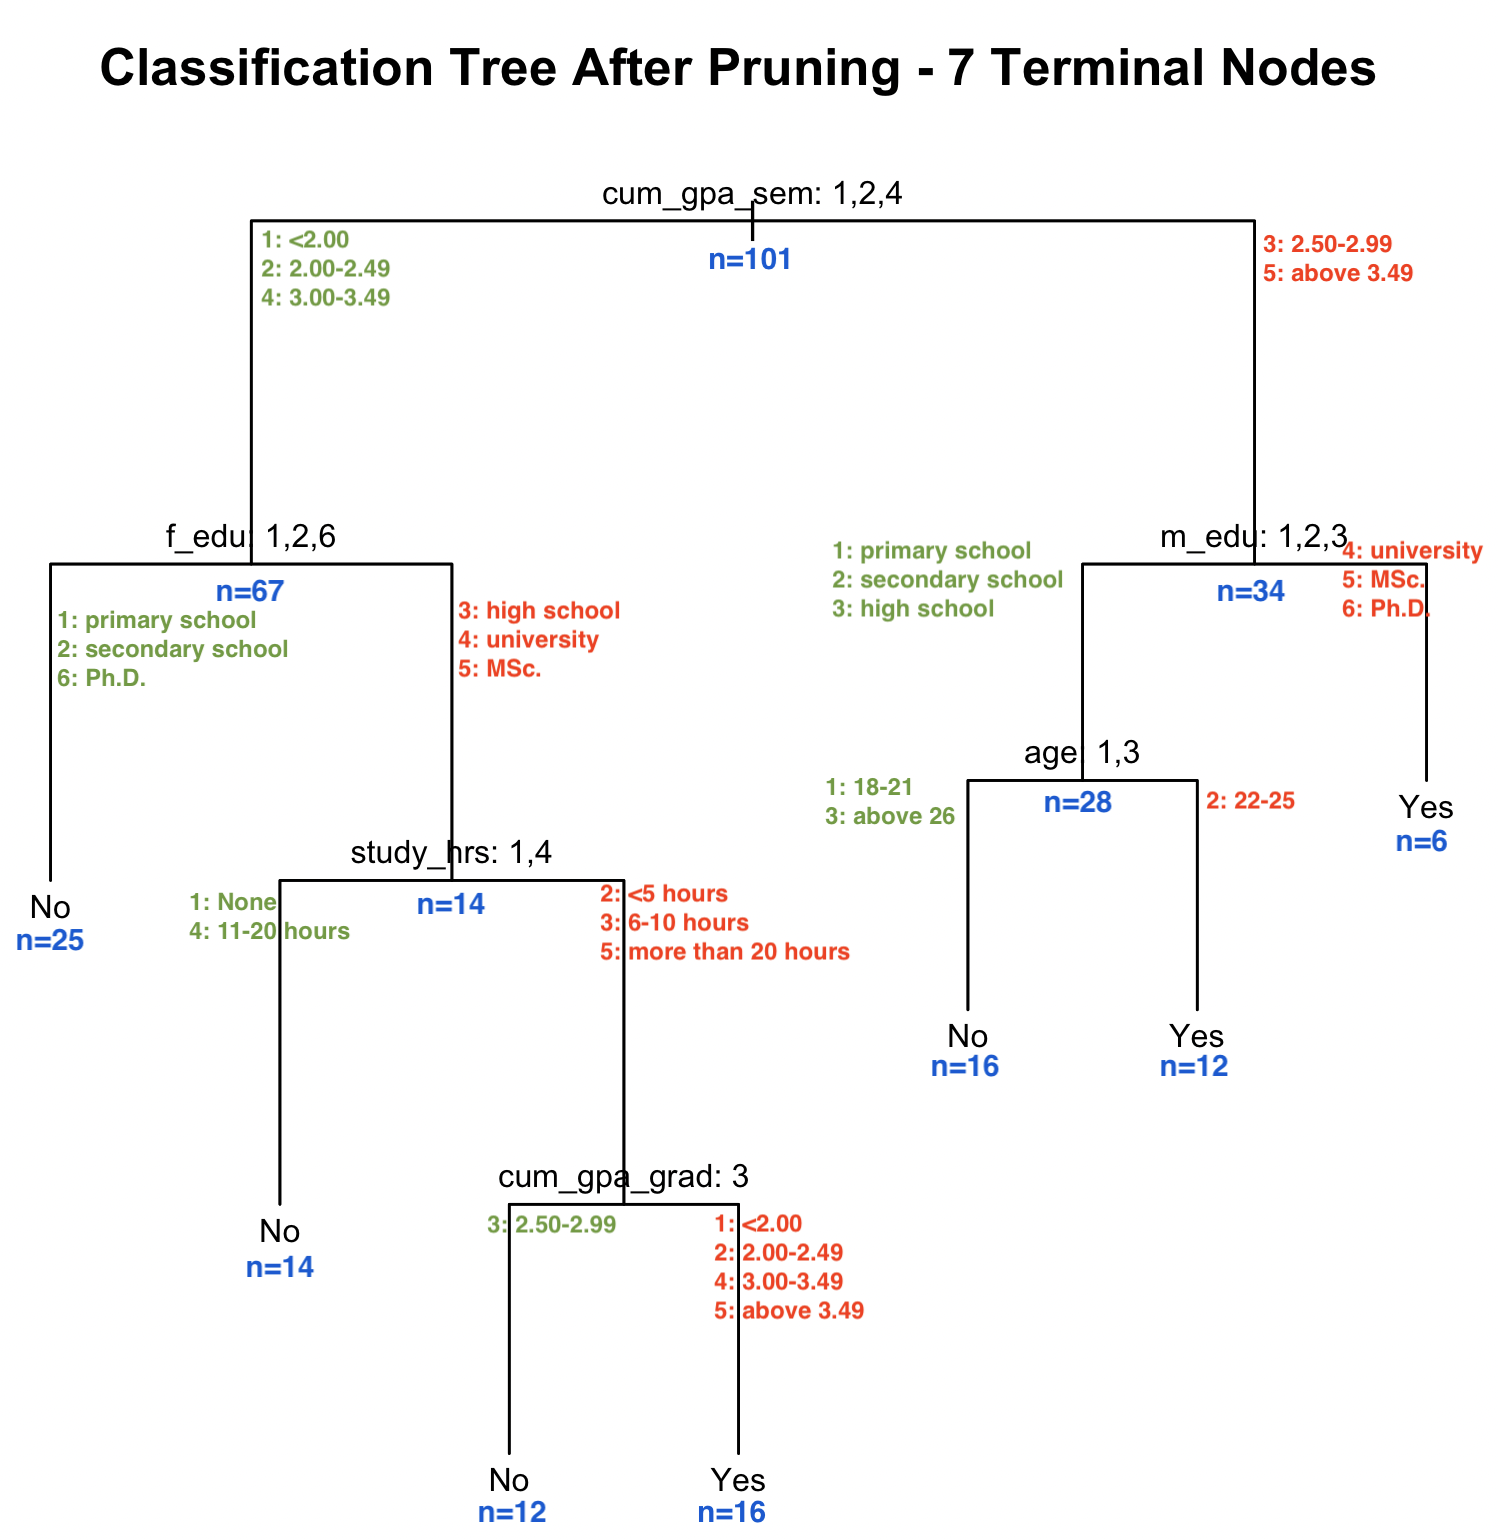 Classification Tree After Pruning - 7 Terminal Nodes
cum_gpa_sem: 1,2,4
n=101
1: <2.00
2: 2.00-2.49
4: 3.00-3.49
3: 2.50-2.99
5: above 3.49
f_edu: 1,2,6
n=67
1: primary school
2: secondary school
6: Ph.D.
3: high school
4: university
5: MSc.
m_edu: 1,2,3
n=34
1: primary school
2: secondary school
3: high school
4: university
5: MSc.
6: Ph.D.
age: 1,3
n=28
1: 18-21
3: above 26
2: 22-25
Yes
n=6
No
n=25
study_hrs: 1,4
n=14
1: None
4: 11-20 hours
2: <5 hours
3: 6-10 hours
5: more than 20 hours
No
n=16
Yes
n=12
cum_gpa_grad: 3
3: 2.50-2.99
1: <2.00
2: 2.00-2.49
4: 3.00-3.49
5: above 3.49
No
n=14
No
n=12
Yes
n=16